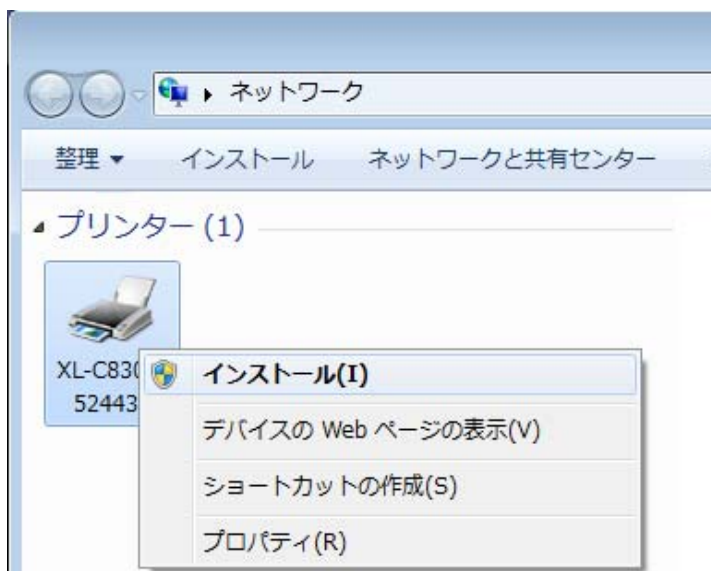 ネットワーク
整理 インストール ネットワークと共有センター
プリンター (1)
XL-C830
52443
インストール(I)
デバイスの Web ページの表示(V)
ショートカットの作成(S)
プロパティ(R)